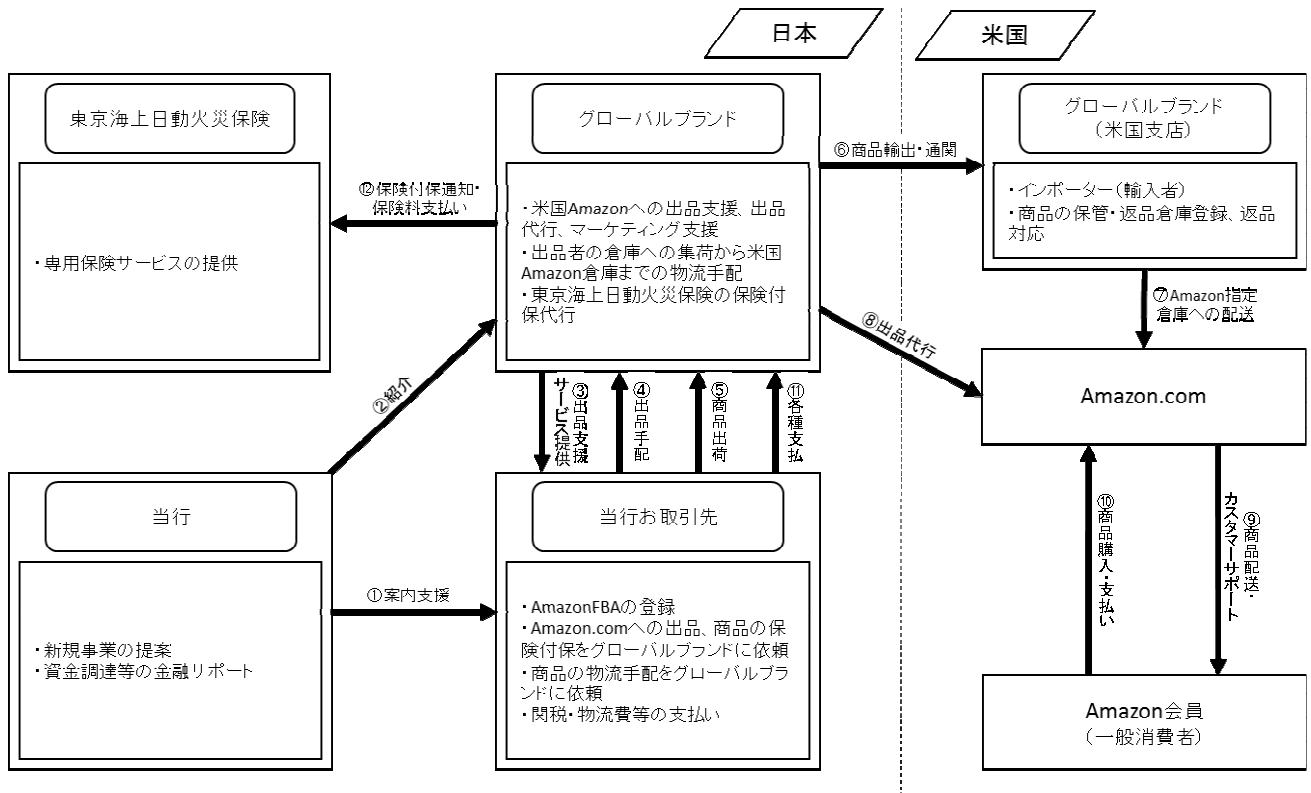 日本
米国
東京海上日動火災保険
・専用保険サービスの提供
⑫保険付保通知・
保険料支払い
グローバルブランド
・米国Amazonへの出品支援、出品
代行、マーケティング支援
・出品者の倉庫への集荷から米国
Amazon倉庫までの物流手配
・東京海上日動火災保険の保険付
保代行
⑥商品輸出・通関
グローバルブランド
（米国支店）
・インポーター（輸入者）
・商品の保管・返品倉庫登録、返品
対応
⑦Amazon指定
倉庫への配送
⑧出品代行
Amazon.com
②紹介
③出品支援
サービス提供
④出品手配
⑤商品出荷
⑪各種支払
当行
・新規事業の提案
・資金調達等の金融リポート
①案内支援
当行お取引先
・AmazonFBAの登録
・Amazon.comへの出品、商品の保
険付保をグローバルブランドに依頼
・商品の物流手配をグローバルブラ
ンドに依頼
・関税・物流費等の支払い
⑩商品購入・支払い
⑨商品配送・
カスタマーサポート
Amazon会員
（一般消費者）